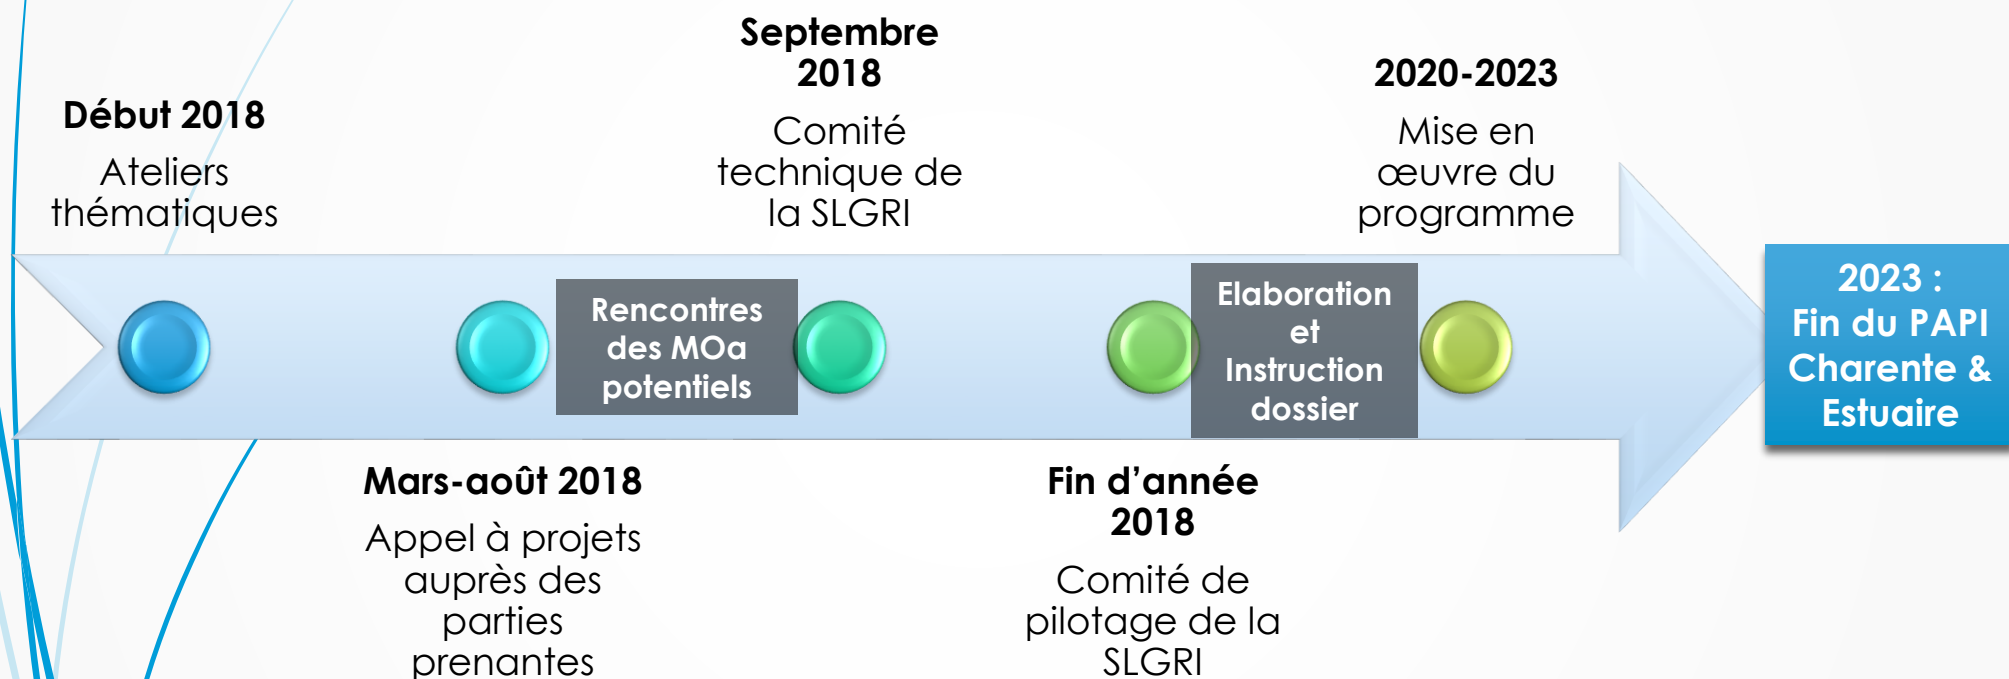 Début 2018
Ateliers
thématiques
Mars-août 2018
Appel à projets
auprès des
parties
prenantes
Rencontres
des MOa
potentiels
Septembre
2018
Comité
technique de
la SLGRI
Fin d’année
2018
Comité de
pilotage de la
SLGRI
Elaboration
et
Instruction
dossier
2020-2023
Mise en
œuvre du
programme
2023 :
Fin du PAPI
Charente &
Estuaire